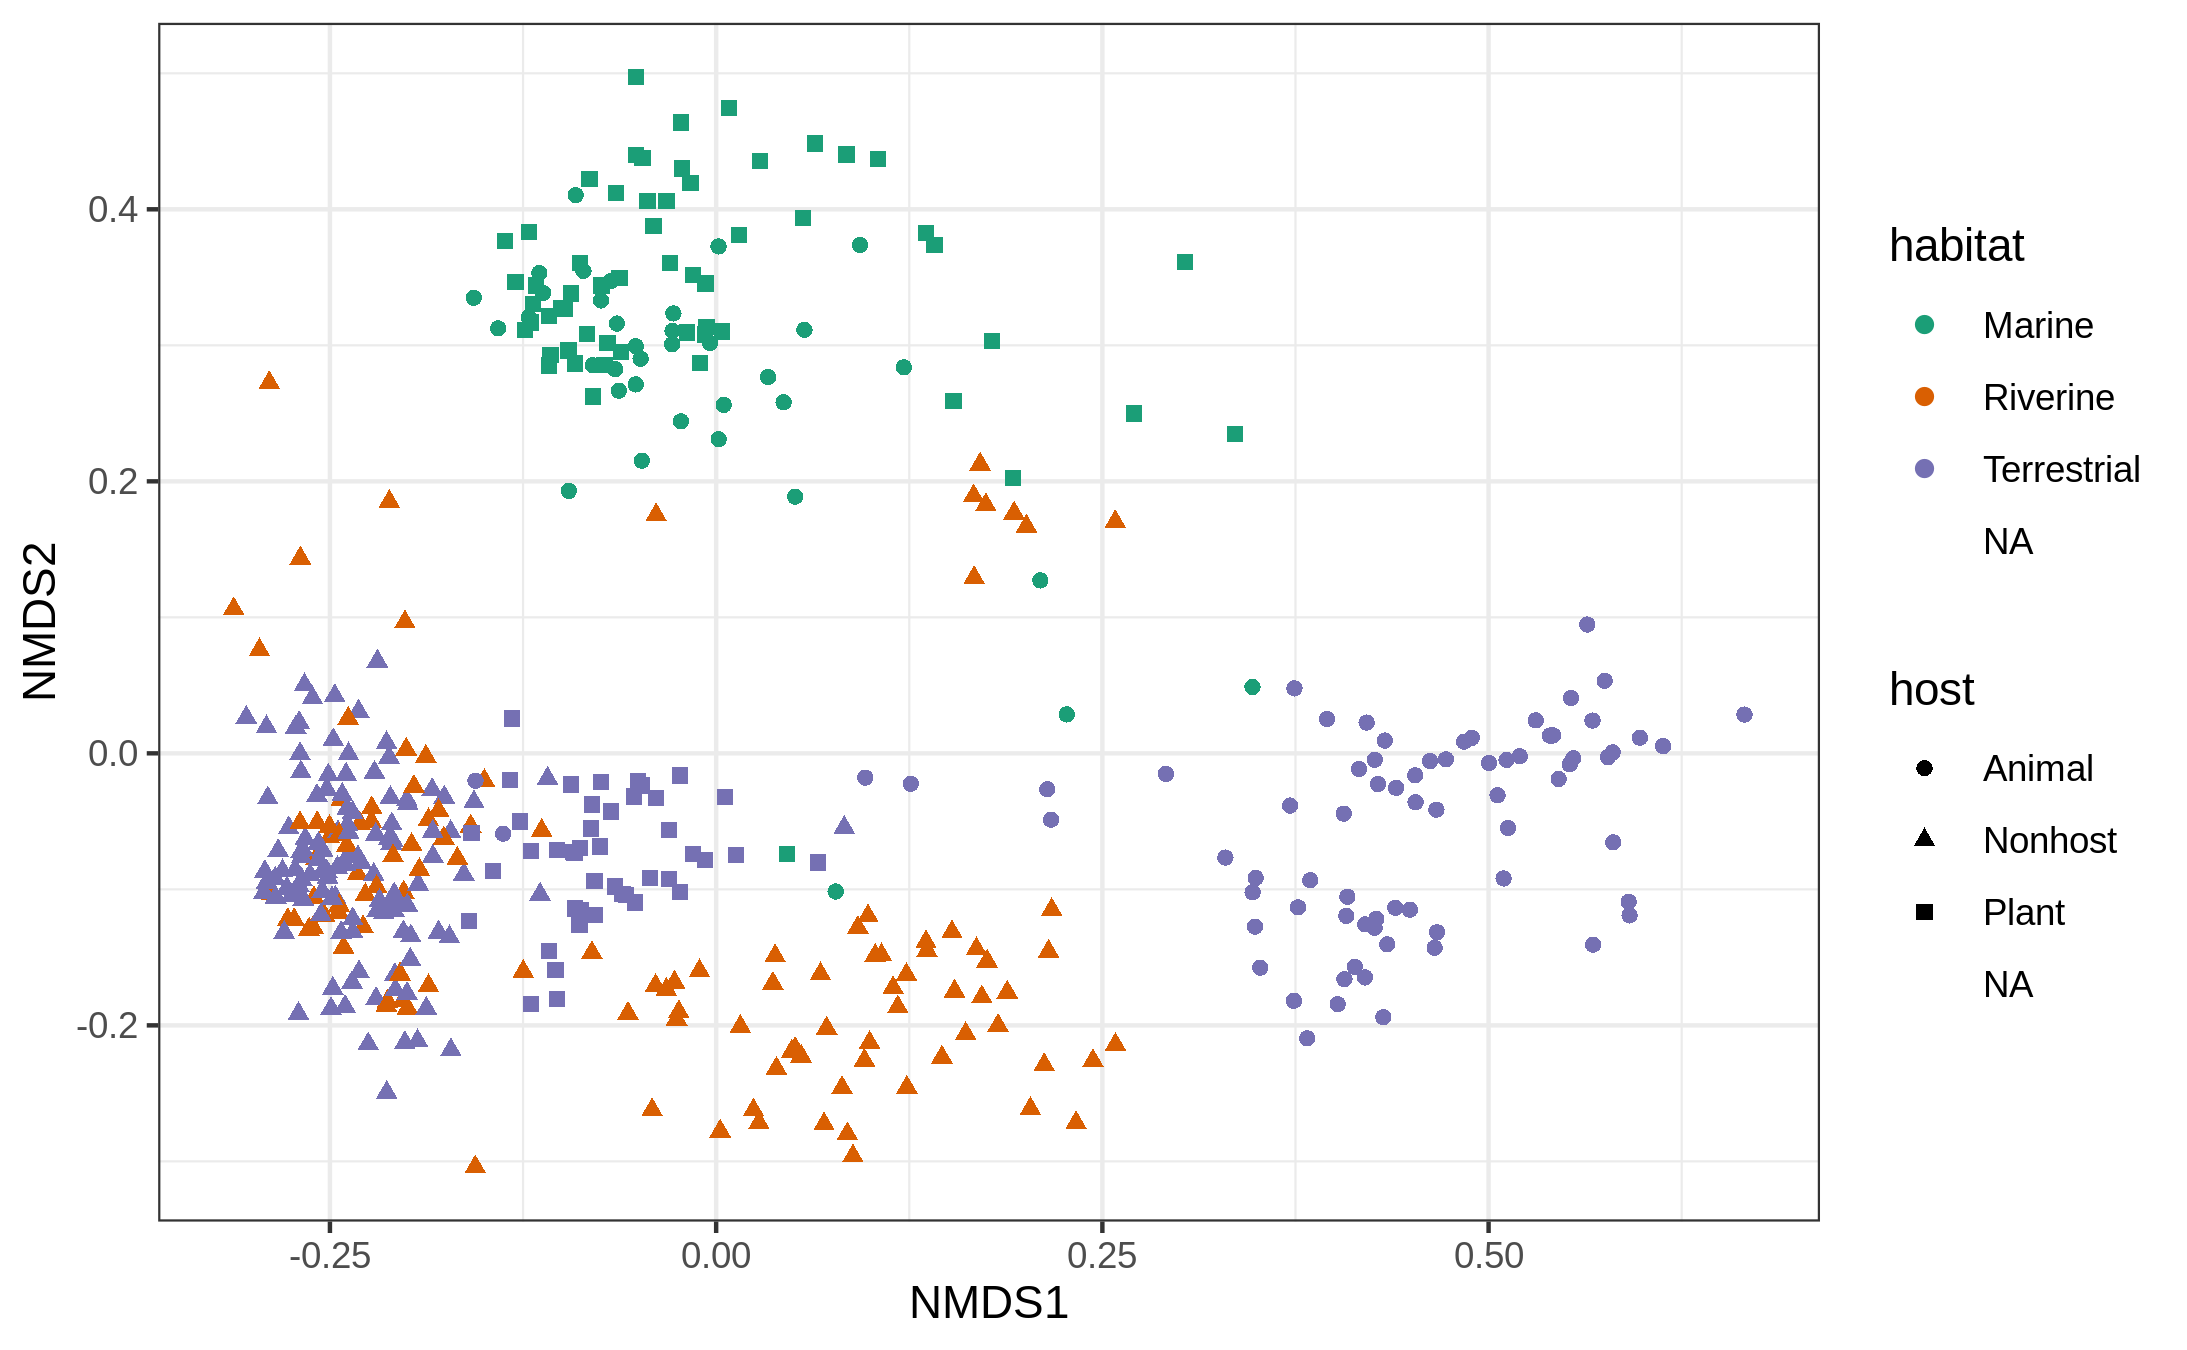 NMDS2
0.4
0.2
0.0
-0.2
-0.25
0.00
0.25
0.50
NMDS1
habitat
Marine
Riverine
Terrestrial
NA
host
Animal
Nonhost
Plant
NA